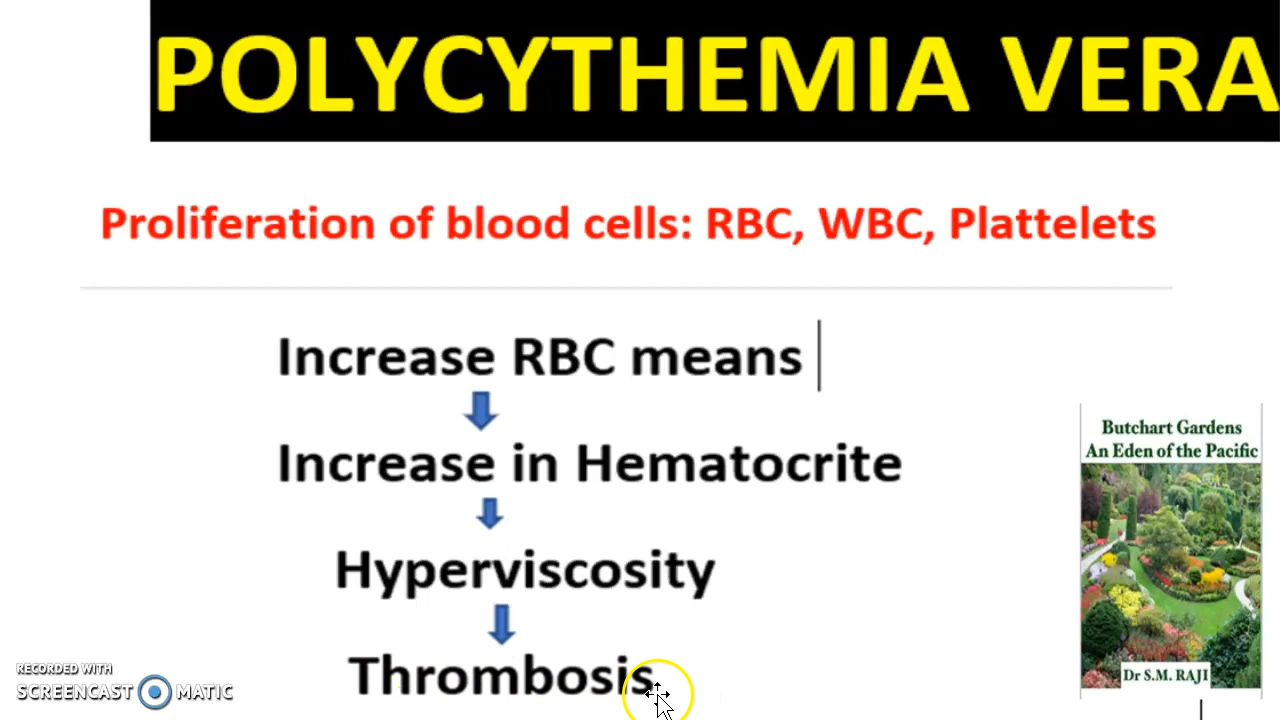 POLYCYTHEMIA VERA
Proliferation of blood cells: RBC, WBC, Plattelets
Increase RBC means
Increase in Hematocrite
Hyperviscosity
Thrombosis
Butchart Gardens
An Eden of the Pacific
Dr S.M. RAJI
RECORDED WITH
SCREENCAST MATIC